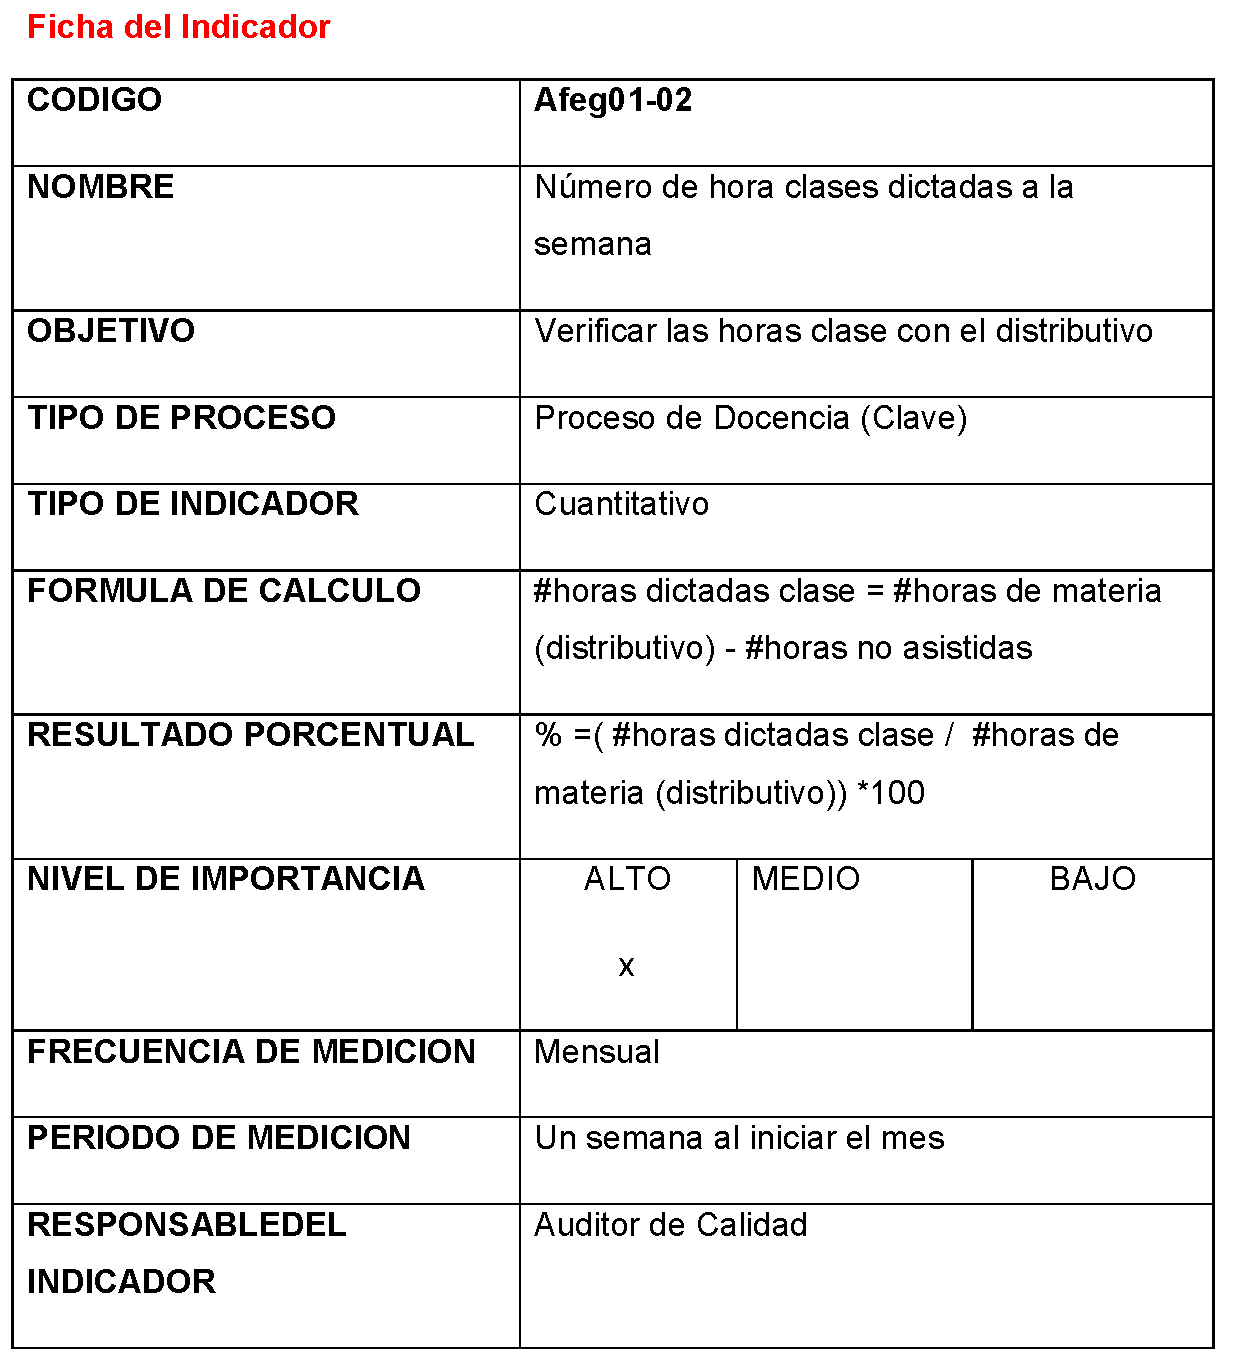 Ficha del Indicador
CODIGO
Afeg01-02
NOMBRE
Número de hora clases dictadas a la
semana
OBJETIVO
Verificar las horas clase con el distributivo
TIPO DE PROCESO
Proceso de Docencia (Clave)
TIPO DE INDICADOR
Cuantitativo
FORMULA DE CALCULO
#horas dictadas clase = #horas de materia
(distributivo) - #horas no asistidas
RESULTADO PORCENTUAL
% =( #horas dictadas clase /  #horas de
materia (distributivo)) *100
NIVEL DE IMPORTANCIA
ALTO
x
MEDIO
BAJO
FRECUENCIA DE MEDICION
Mensual
PERIODO DE MEDICION
Un semana al iniciar el mes
RESPONSABLEDEL
INDICADOR
Auditor de Calidad